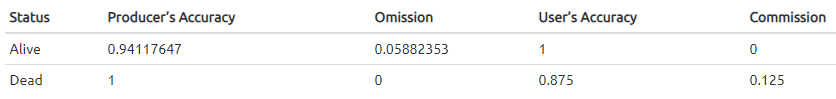 Status Producer's Accuracy Omission User's Accuracy Commission
Alive 0.94117647 0.05882353 1 0
Dead 1 0 0.875 0.125